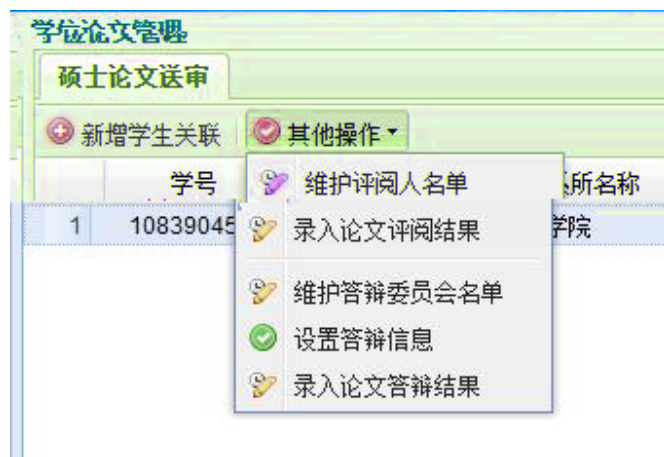 学位论文管理
硕士论文送审
新增学生关联 其他操作
学号 所名称
1 10839045 学院
维护评阅人名单
录入论文评阅结果
维护答辩委员会名单
设置答辩信息
录入论文答辩结果